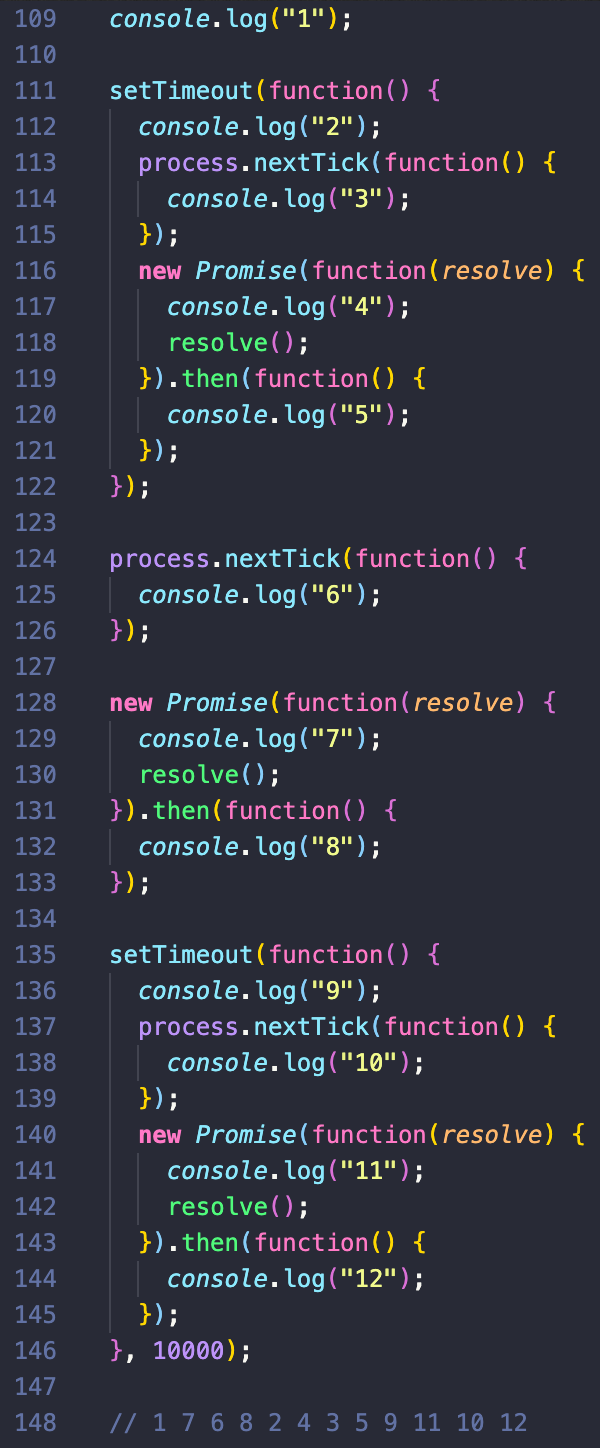 109 console.log("1");
110
111 setTimeout(function() {
112   console.log("2");
113   process.nextTick(function() {
114     console.log("3");
115   });
116   new Promise(function(resolve) {
117     console.log("4");
118     resolve();
119   }).then(function() {
120     console.log("5");
121   });
122 });
123
124 process.nextTick(function() {
125   console.log("6");
126 });
127
128 new Promise(function(resolve) {
129   console.log("7");
130   resolve();
131 }).then(function() {
132   console.log("8");
133 });
134
135 setTimeout(function() {
136   console.log("9");
137   process.nextTick(function() {
138     console.log("10");
139   });
140   new Promise(function(resolve) {
141     console.log("11");
142     resolve();
143   }).then(function() {
144     console.log("12");
145   });
146 }, 10000);
147
148 // 1 7 6 8 2 4 3 5 9 11 10 12